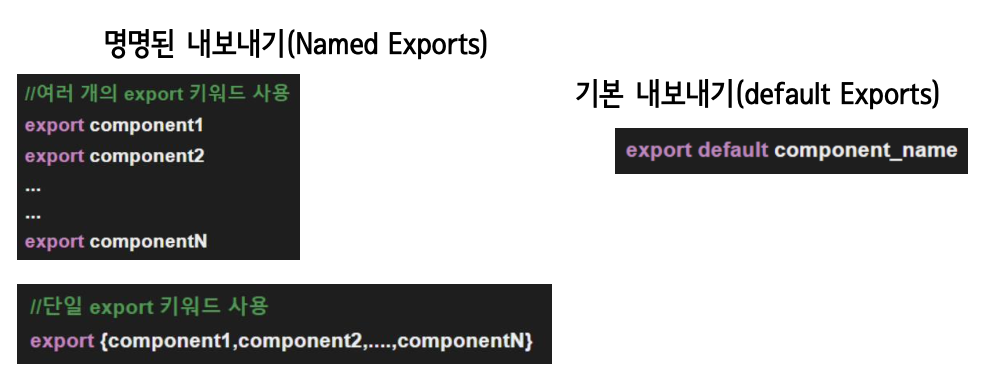 명명된 내보내기(Named Exports)
//여러 개의 export 키워드 사용
export component1
export component2
...
...
export componentN
//단일 export 키워드 사용
export {component1,component2,....,componentN}
기본 내보내기(default Exports)
export default component_name